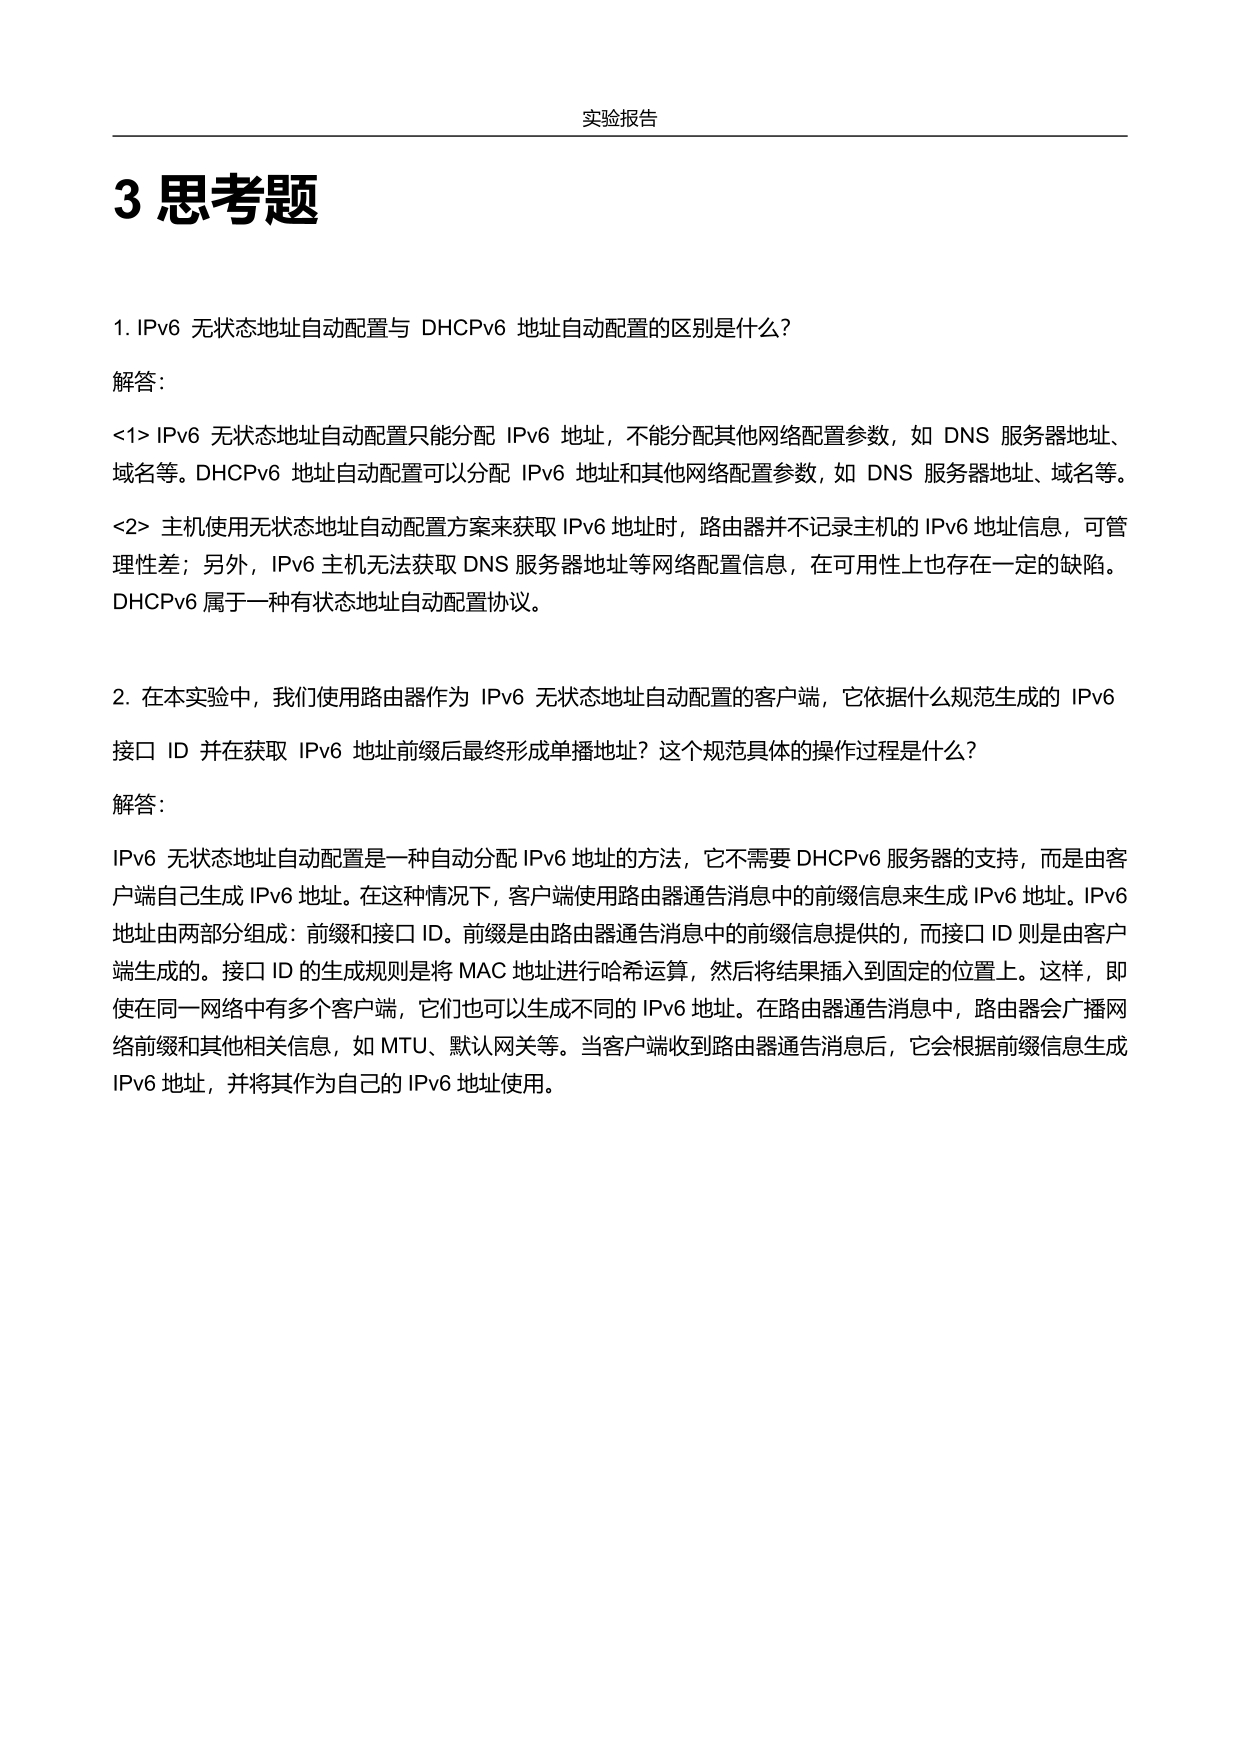 实验报告
3 思考题
1. IPv6 无状态地址自动配置与 DHCPv6 地址自动配置的区别是什么？
解答：
<1> IPv6 无状态地址自动配置只能分配 IPv6 地址，不能分配其他网络配置参数，如 DNS 服务器地址、
域名等。DHCPv6 地址自动配置可以分配 IPv6 地址和其他网络配置参数，如 DNS 服务器地址、域名等。
<2> 主机使用无状态地址自动配置方案来获取 IPv6 地址时，路由器并不记录主机的 IPv6 地址信息，可管
理性差；另外，IPv6 主机无法获取 DNS 服务器地址等网络配置信息，在可用性上也存在一定的缺陷。
DHCPv6 属于一种有状态地址自动配置协议。
2. 在本实验中，我们使用路由器作为 IPv6 无状态地址自动配置的客户端，它依据什么规范生成的 IPv6
接口 ID 并在获取 IPv6 地址前缀后最终形成单播地址？这个规范具体的操作过程是什么？
解答：
IPv6 无状态地址自动配置是一种自动分配 IPv6 地址的方法，它不需要 DHCPv6 服务器的支持，而是由客
户端自己生成 IPv6 地址。在这种情况下，客户端使用路由器通告消息中的前缀信息来生成 IPv6 地址。IPv6
地址由两部分组成：前缀和接口 ID。前缀是由路由器通告消息中的前缀信息提供的，而接口 ID 则是由客户
端生成的。接口 ID 的生成规则是将 MAC 地址进行哈希运算，然后将结果插入到固定的位置上。这样，即
使在同一网络中有多个客户端，它们也可以生成不同的 IPv6 地址。在路由器通告消息中，路由器会广播网
络前缀和其他相关信息，如 MTU、默认网关等。当客户端收到路由器通告消息后，它会根据前缀信息生成
IPv6 地址，并将其作为自己的 IPv6 地址使用。